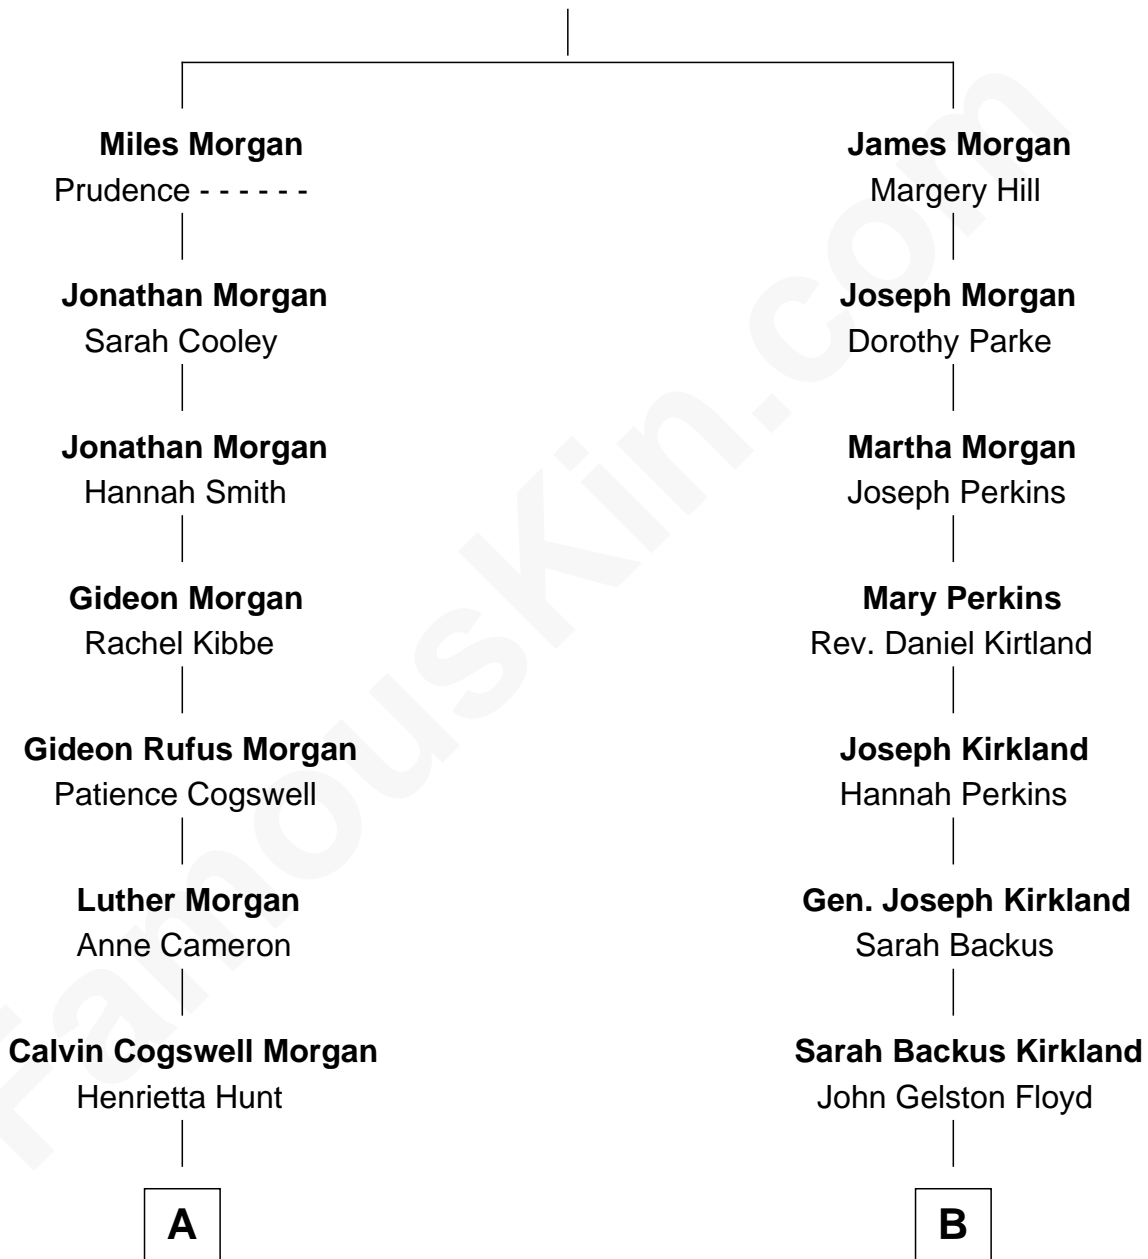 Miles Morgan
Prudence - - - - - -
Jonathan Morgan
Sarah Cooley
Jonathan Morgan
Hannah Smith
Gideon Morgan
Rachel Kibbe
Gideon Rufus Morgan
Patience Cogswell
Luther Morgan
Anne Cameron
Calvin Cogswell Morgan
Henrietta Hunt
A
James Morgan
Margery Hill
Joseph Morgan
Dorothy Parke
Martha Morgan
Joseph Perkins
Mary Perkins
Rev. Daniel Kirtland
Joseph Kirkland
Hannah Perkins
Gen. Joseph Kirkland
Sarah Backus
Sarah Backus Kirkland
John Gelston Floyd
B
FamousKin.com